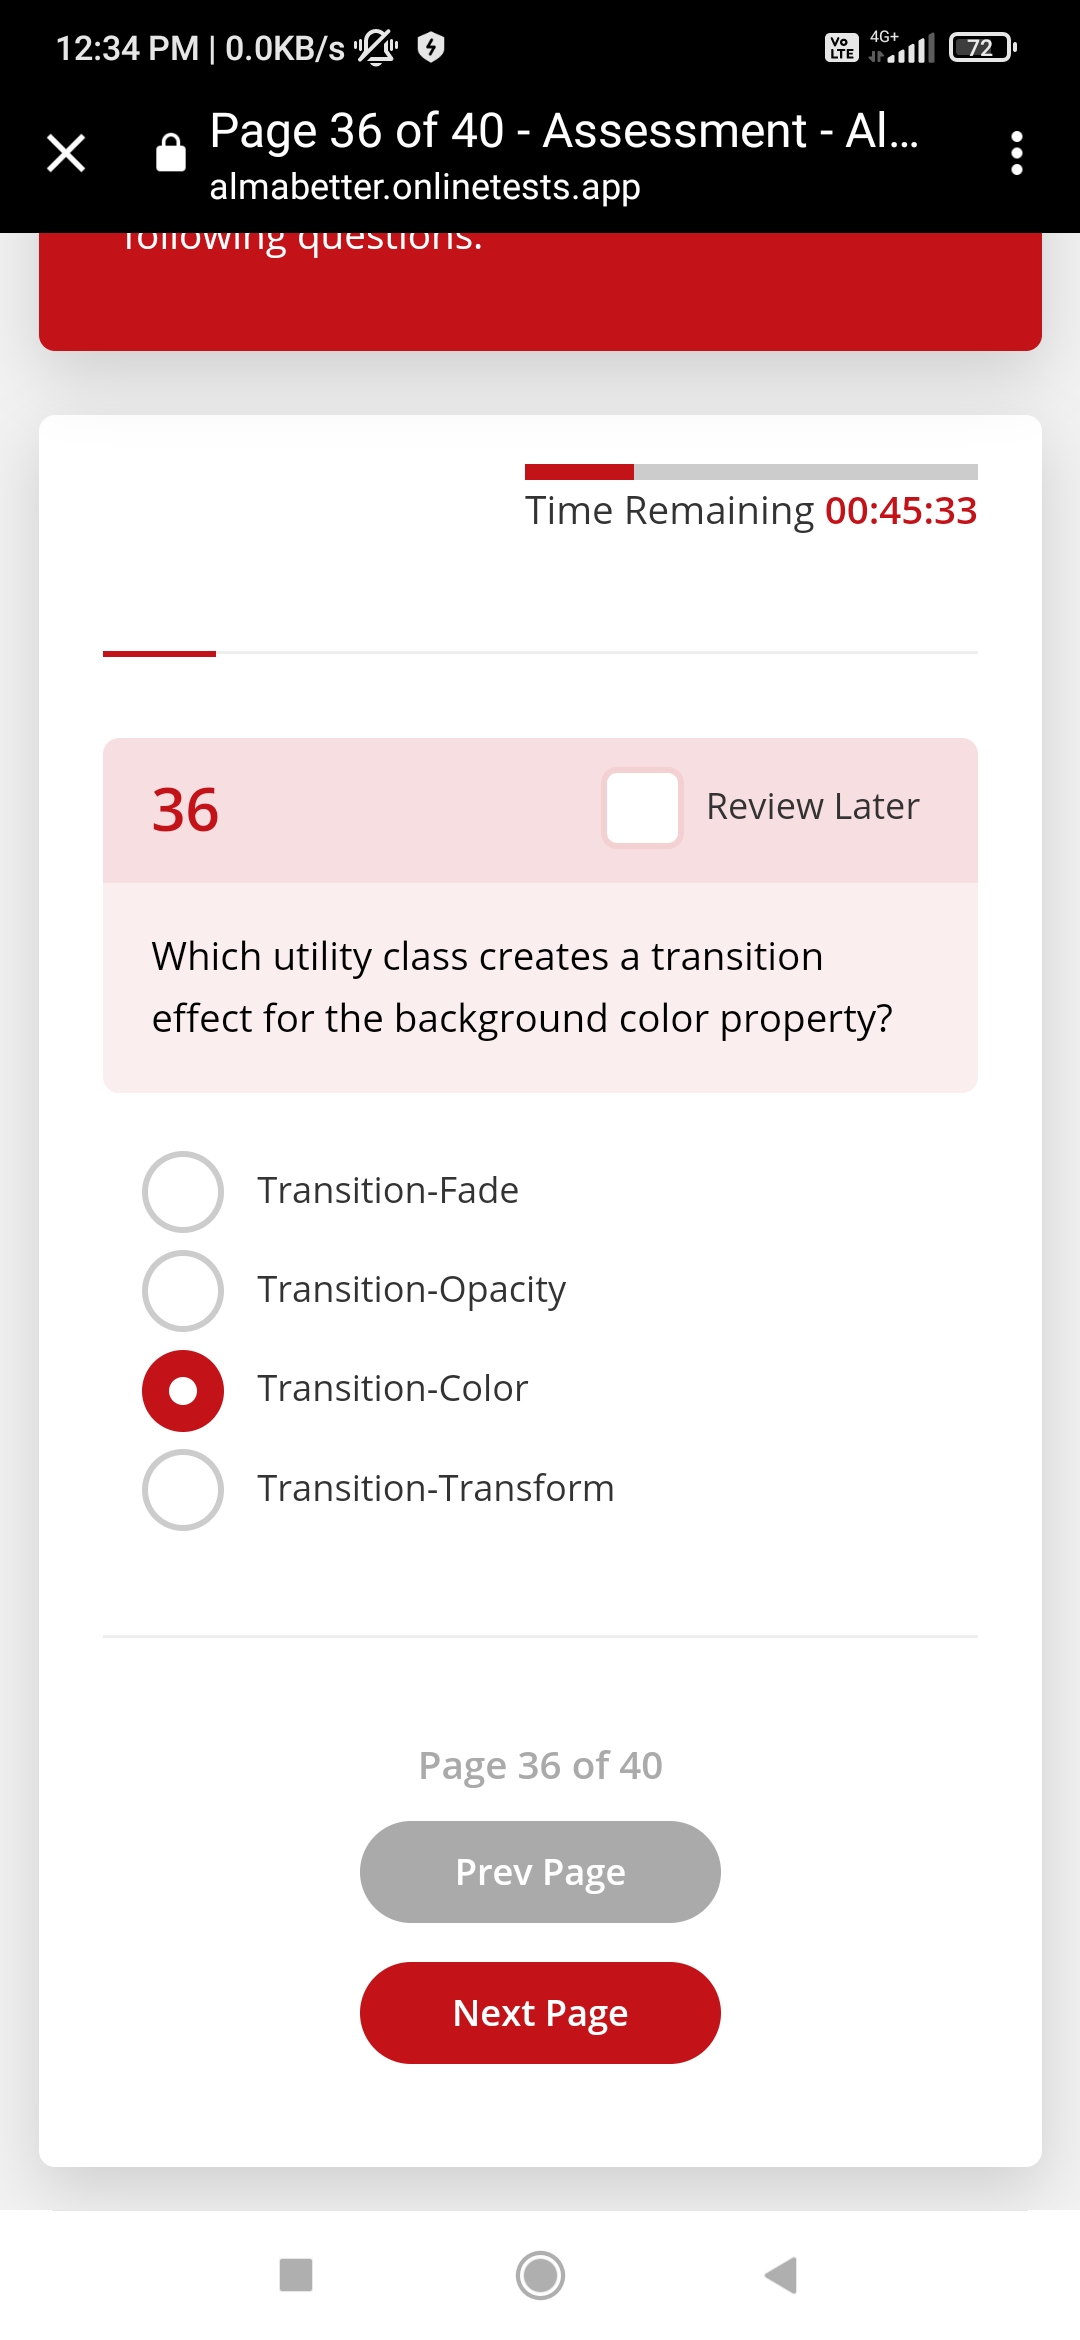 12:34 PM | 0.0KB/s
Vo LTE 4G+ 72
Page 36 of 40 - Assessment - Al...
almabetter.onlinetests.app
following questions.
Time Remaining 00:45:33
36 Review Later
Which utility class creates a transition
effect for the background color property?
Transition-Fade
Transition-Opacity
Transition-Color
Transition-Transform
Page 36 of 40
Prev Page
Next Page